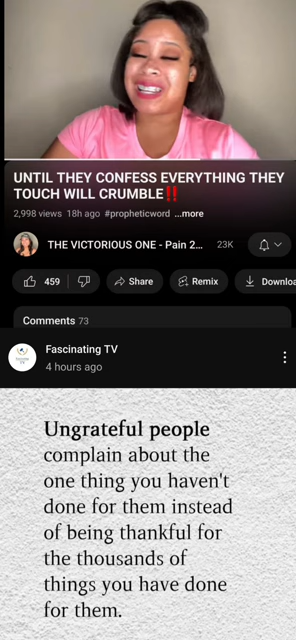 UNTIL THEY CONFESS EVERYTHING THEY
TOUCH WILL CRUMBLE‼
2,998 views 18h ago #propheticword ...more
THE VICTORIOUS ONE - Pain 2... 23K
459 Share Remix Downloa
Comments 73
Fascinating TV
4 hours ago
Ungrateful people
complain about the
one thing you haven't
done for them instead
of being thankful for
the thousands of
things you have done
for them.